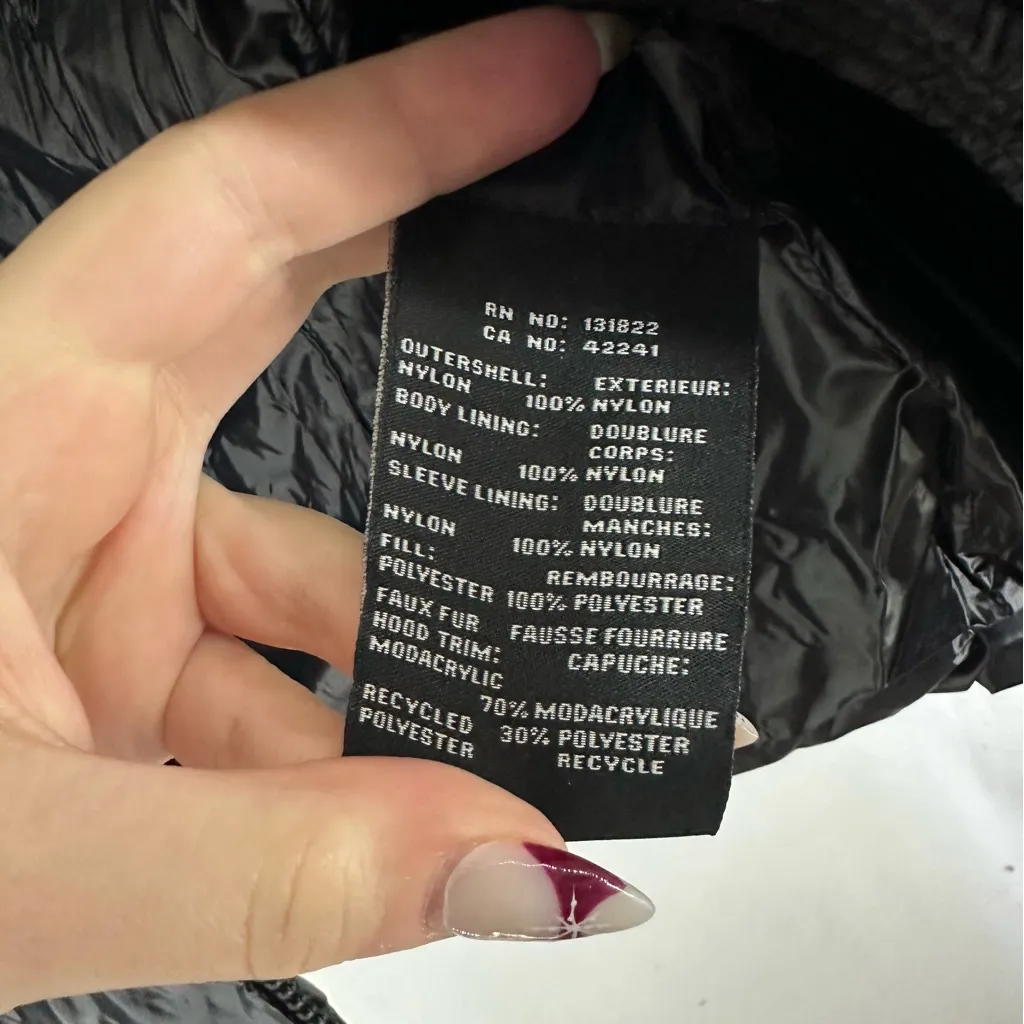 RN NO: 131822
CA NO: 42241
OUTERSHELL: EXTERIEUR:
NYLON 100% NYLON
BODY LINING: DOUBLURE
CORPS:
NYLON 100% NYLON
SLEEVE LINING: DOUBLURE
MANCHES:
NYLON 100% NYLON
FILL: REMBOURRAGE:
POLYESTER 100% POLYESTER
FAUX FUR FAUSSE FOURRURE
HOOD TRIM: CAPUCHE:
MODACRYLIC 70% MODACRYLIQUE
RECYCLED 30% POLYESTER
POLYESTER RECYCLE